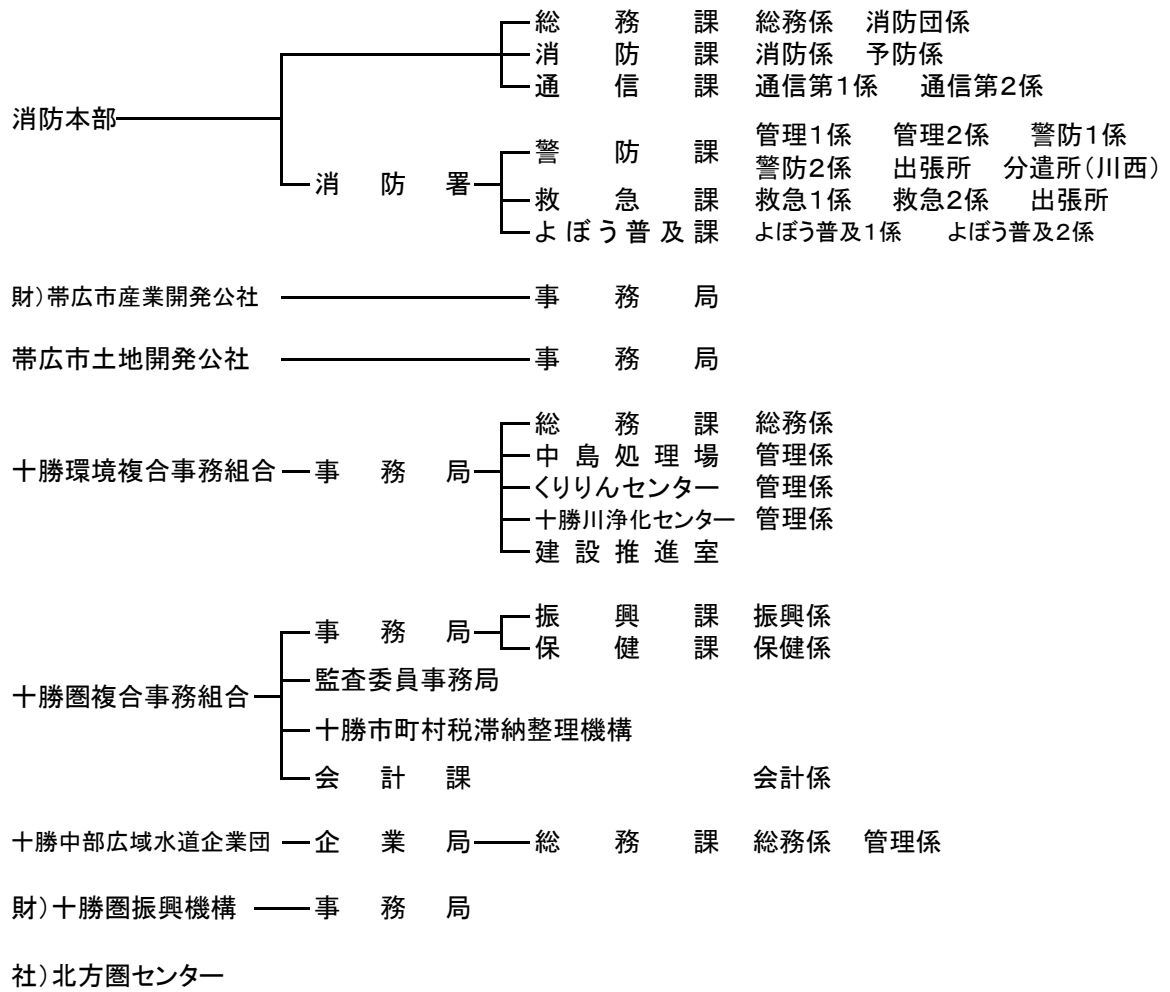 総務課 総務係 消防団係
消防課 消防係 予防係
通信課 通信第1係 通信第2係
消防本部
管理1係 管理2係 警防1係
警防課
警防2係 出張所 分遣所(川西)
消防署
救急課 救急1係 救急2係 出張所
よぼう普及課 よぼう普及1係 よぼう普及2係
財)帯広市産業開発公社 事務局
帯広市土地開発公社 事務局
総務課 総務係
中島処理場 管理係
十勝環境複合事務組合 事務局
くりりんセンター 管理係
十勝川浄化センター 管理係
建設推進室
振興課 振興係
事務局
保健課 保健係
監査委員事務局
十勝圏複合事務組合
十勝市町村税滞納整理機構
会計課 会計係
十勝中部広域水道企業団 企業局 総務課 総務係 管理係
財)十勝圏振興機構 事務局
社)北方圏センター